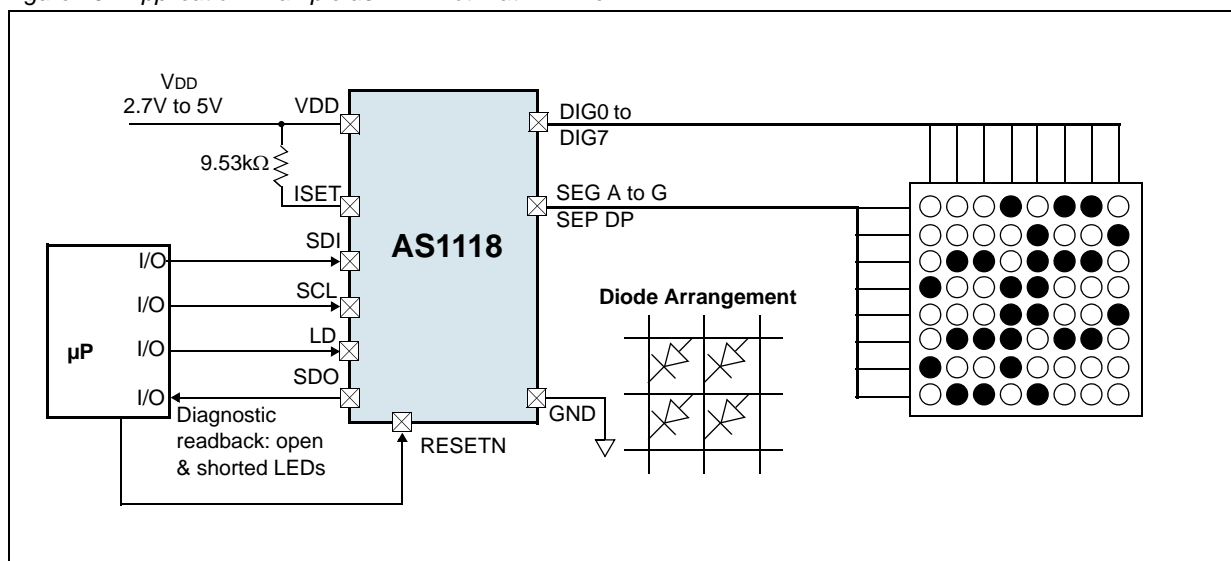 VDD
2.7V to 5V
VDD
9.53kΩ
ISET
SDI
SCL
LD
SDO
I/O
I/O
I/O
I/O
µP
Diagnostic
readback: open
& shorted LEDs
AS1118
RESETN
DIG0 to
DIG7
SEG A to G
SEP DP
GND
Diode Arrangement